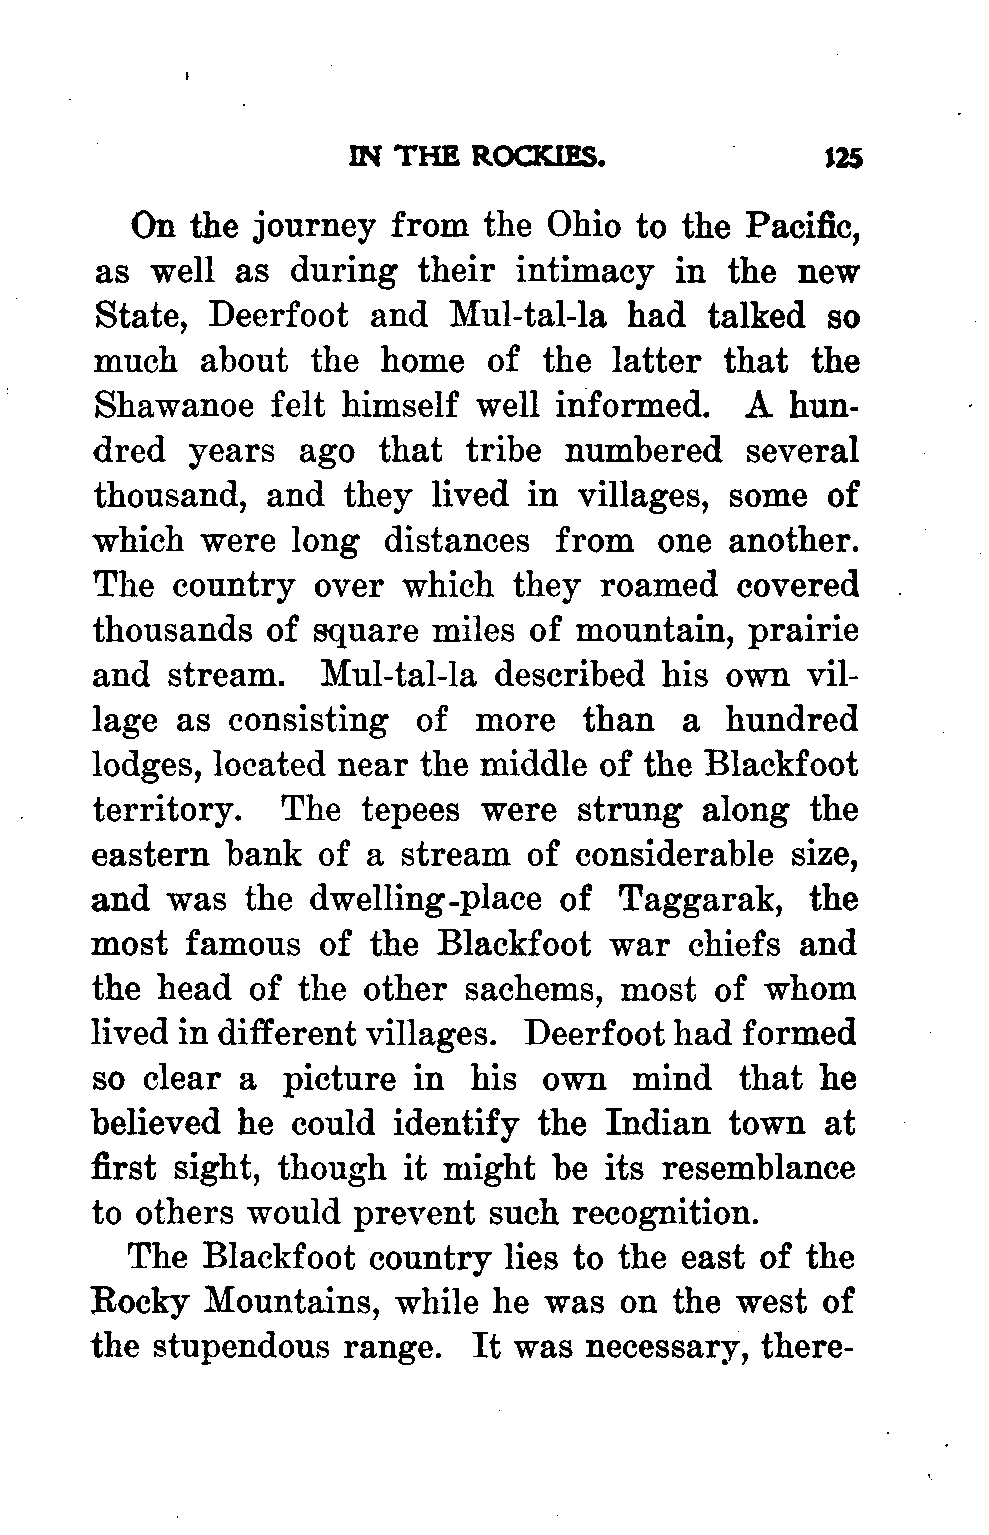 IN THE ROCKIES. 125
On the journey from the Ohio to the Pacific,
as well as during their intimacy in the new
State, Deerfoot and Mul-tal-la had talked so
much about the home of the latter that the
Shawanoe felt himself well informed. A hun-
dred years ago that tribe numbered several
thousand, and they lived in villages, some of
which were long distances from one another.
The country over which they roamed covered
thousands of square miles of mountain, prairie
and stream. Mul-tal-la described his own vil-
lage as consisting of more than a hundred
lodges, located near the middle of the Blackfoot
territory. The tepees were strung along the
eastern bank of a stream of considerable size,
and was the dwelling-place of Taggarak, the
most famous of the Blackfoot war chiefs and
the head of the other sachems, most of whom
lived in different villages. Deerfoot had formed
so clear a picture in his own mind that he
believed he could identify the Indian town at
first sight, though it might be its resemblance
to others would prevent such recognition.
The Blackfoot country lies to the east of the
Rocky Mountains, while he was on the west of
the stupendous range. It was necessary, there-